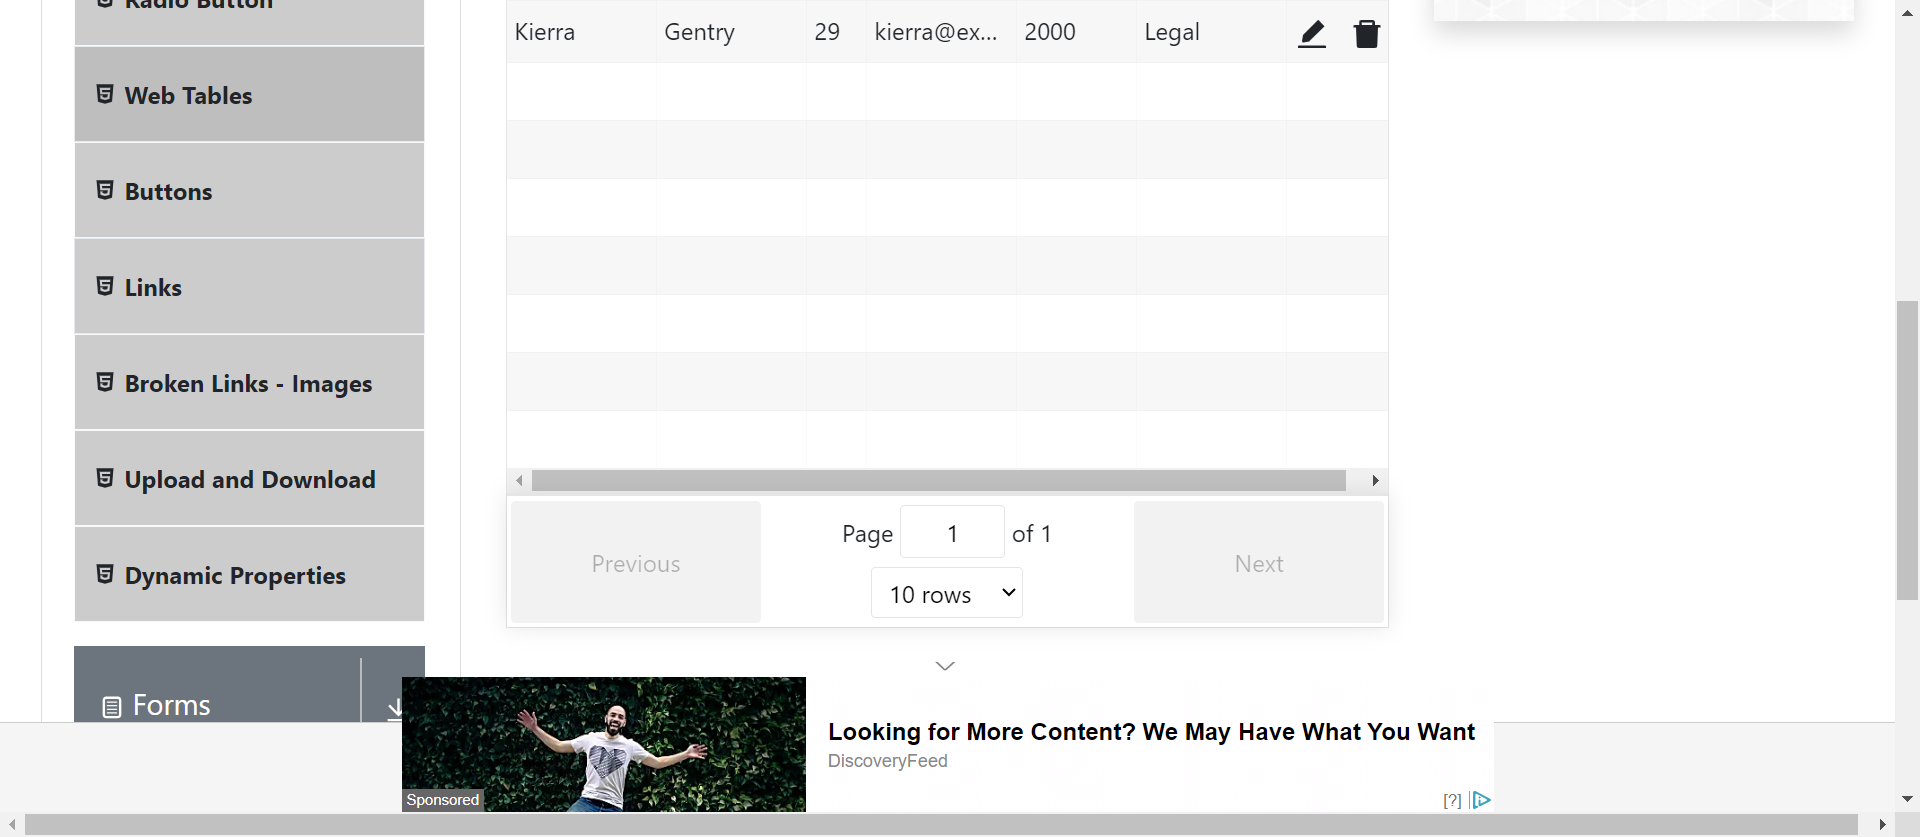 Radio Button
Web Tables
Buttons
Links
Broken Links - Images
Upload and Download
Dynamic Properties
Forms
Kierra Gentry 29 kierra@ex... 2000 Legal
Previous
Page 1 of 1
10 rows
Next
Sponsored
Looking for More Content? We May Have What You Want
DiscoveryFeed
[?]